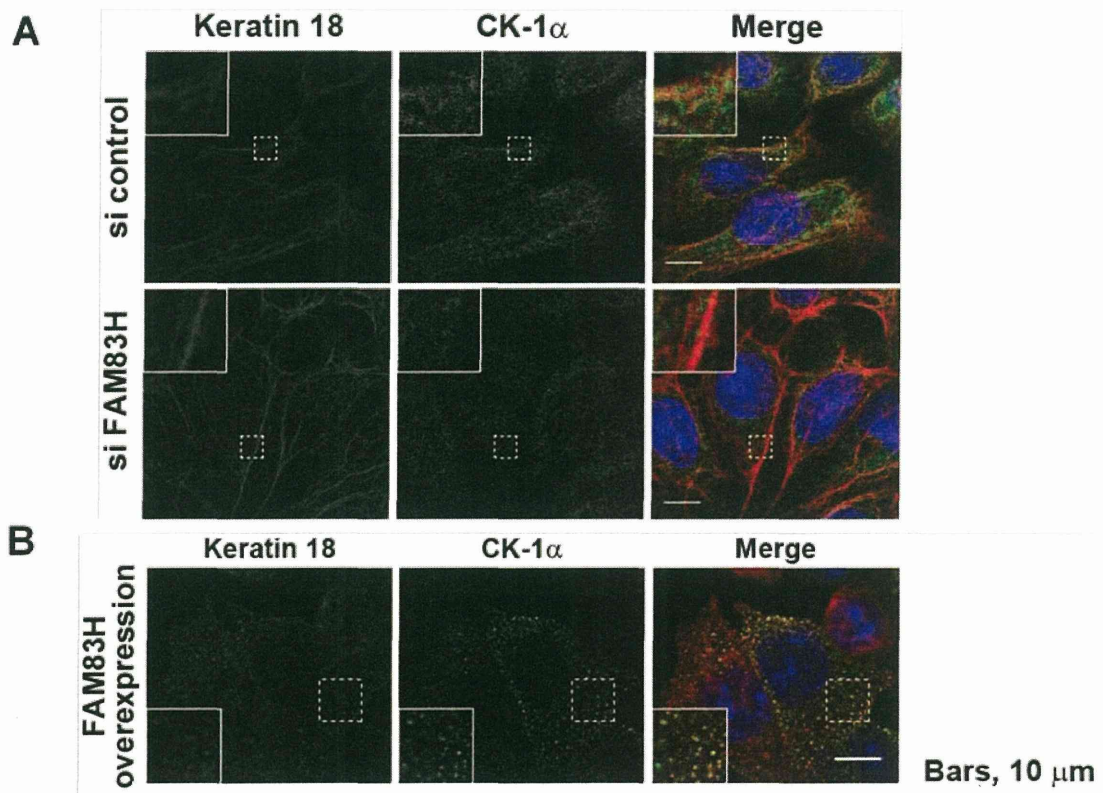 A
Keratin 18 CK-1α Merge
si control
si FAM83H
B
Keratin 18 CK-1α Merge
FAM83H
overexpression
Bars, 10 μm